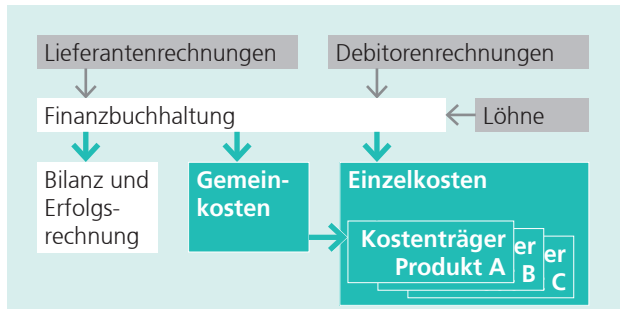 Lieferantenrechnungen
Debitorenrechnungen
Finanzbuchhaltung
Löhne
Bilanz und
Erfolgs-
rechnung
Gemein-
kosten
Einzelkosten
Kostenträger
Produkt A
er
B
er
C